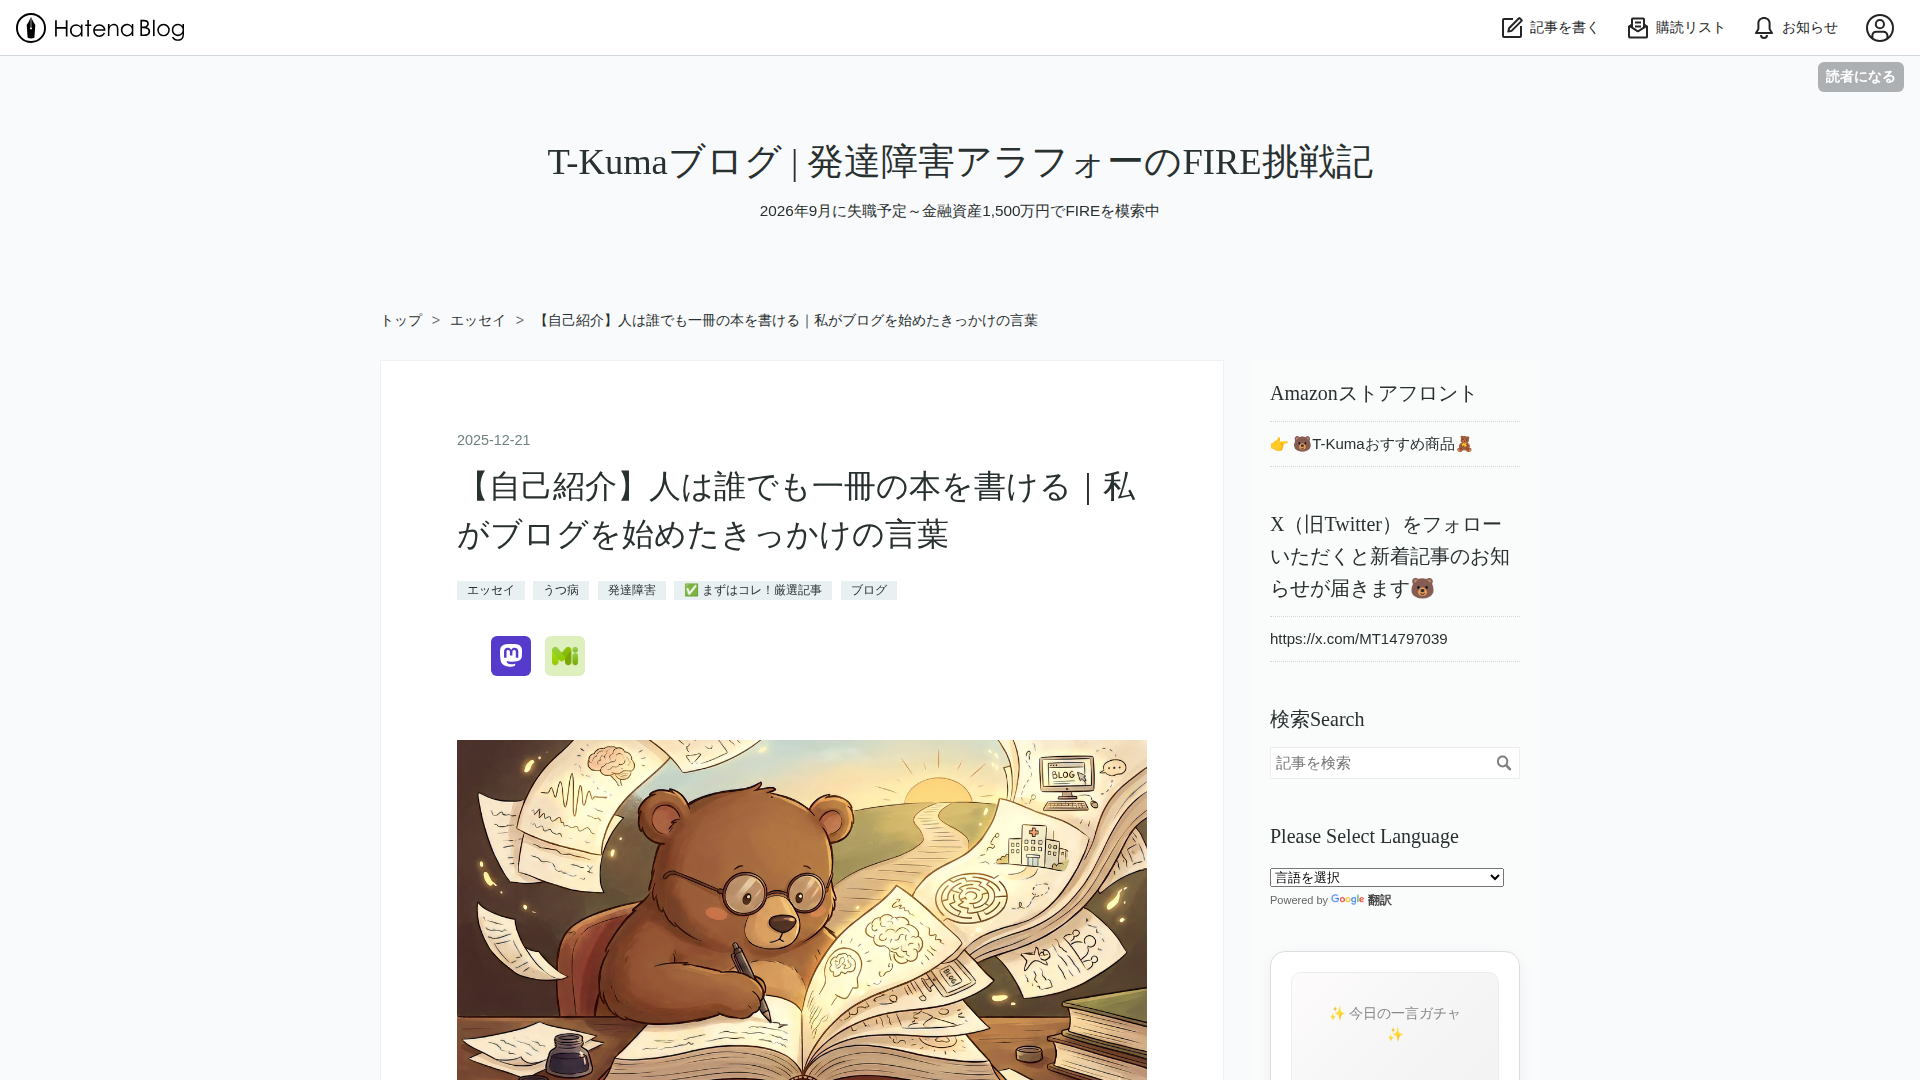 Hatena Blog
記事を書く
購読リスト
お知らせ
読者になる
T-Kumaブログ | 発達障害アラフォーのFIRE挑戦記
2026年9月に失職予定～金融資産1,500万円でFIREを模索中
トップ > エッセイ > 【自己紹介】人は誰でも一冊の本を書ける｜私がブログを始めたきっかけの言葉
2025-12-21
【自己紹介】人は誰でも一冊の本を書ける｜私
がブログを始めたきっかけの言葉
エッセイ
うつ病
発達障害
✅ まずはコレ！厳選記事
ブログ
BLOG
BLOG
Amazonストアフロント
👉 🐻T-Kumaおすすめ商品🧸
X（旧Twitter）をフォロー
いただくと新着記事のお知
らせが届きます🐻
https://x.com/MT14797039
検索Search
記事を検索
Please Select Language
言語を選択
Powered by Google 翻訳
✨ 今日の一言ガチャ
✨